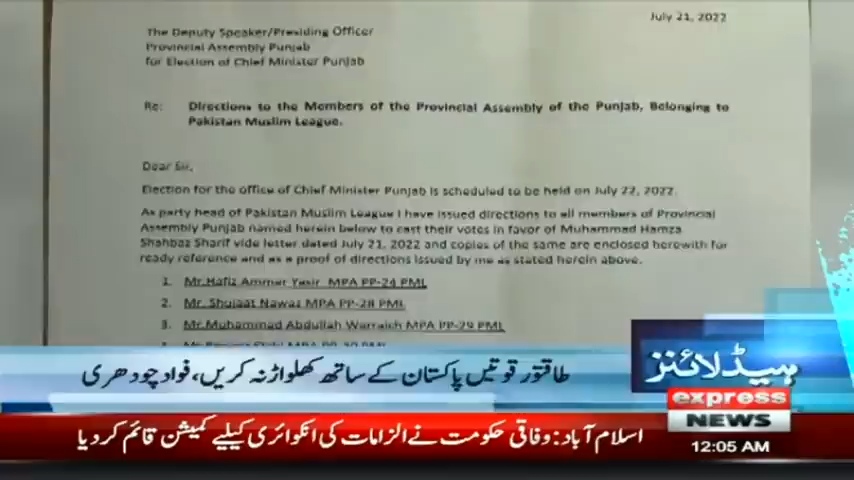 July 21, 2022
The Deputy Speaker/Presiding Officer
Provincial Assembly Punjab
for Election of Chief Minister Punjab
Re: Directions to the Members of the Provincial Assembly of the Punjab, Belonging to
Pakistan Muslim League.
Dear Sir,
Election for the office of Chief Minister Punjab is scheduled to be held on July 22, 2022.
As party head of Pakistan Muslim League I have issued directions to all members of Provincial
Assembly Punjab named herein below to cast their votes in favor of Muhammad Hamza
Shahbaz Sharif vide letter dated July 21, 2022 and copies of the same are enclosed herewith for
ready reference and as a proof of directions issued by me as stated herein above.
1. Mr.Hafiz Ammar Yasir MPA PP-24 PML
2. Mr. Shujaat Nawaz MPA PP-28 PML
3. Mr.Muhammad Abdullah Warraich MPA PP-29 PML
ہیڈلائنز
طاقتور قوتیں پاکستان کے ساتھ کھلواڑ نہ کریں، فواد چودھری
express
NEWS
اسلام آباد: وفاقی حکومت نے الزامات کی انکوائری کیلیے کمیشن قائم کر دیا
12:05 AM